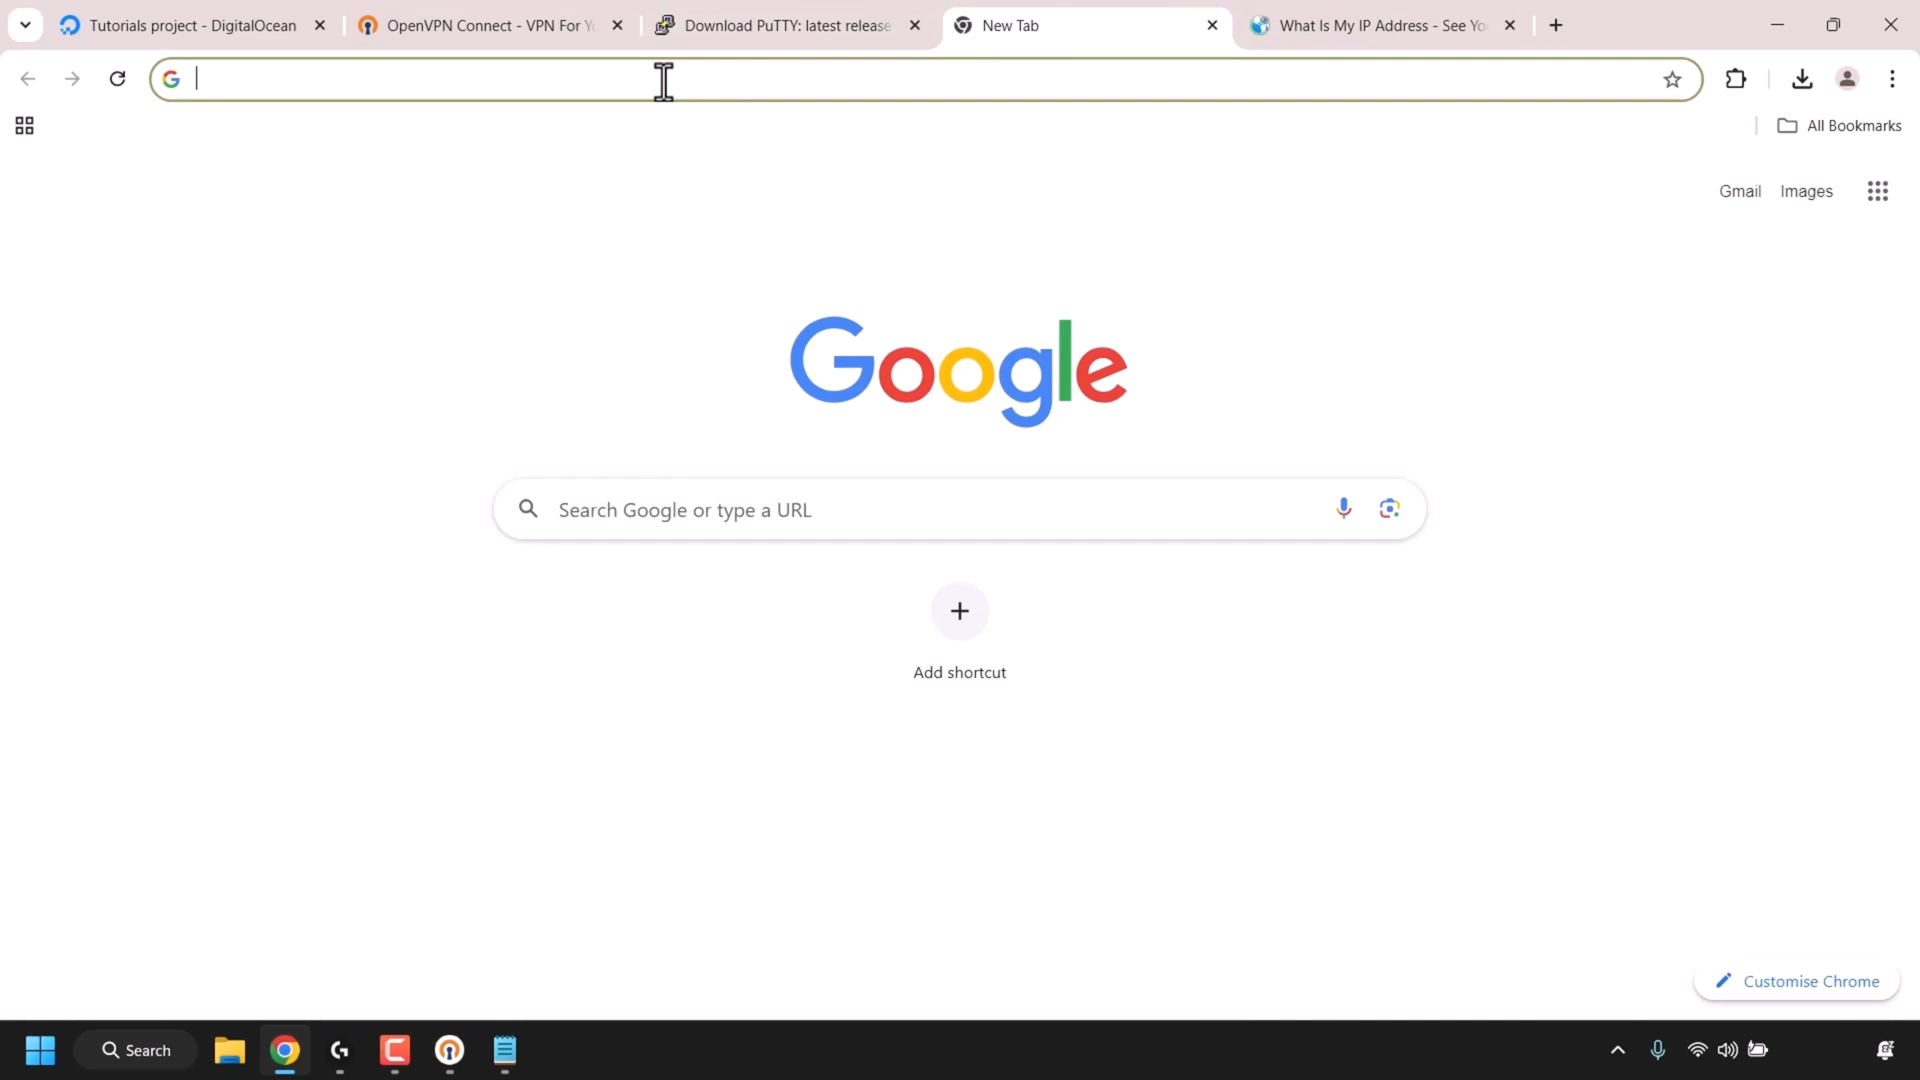 Tutorials project - DigitalOcean
OpenVPN Connect - VPN For Yo
Download PuTTY: latest release
New Tab
What Is My IP Address - See Yo
All Bookmarks
Gmail
Images
Google
Search Google or type a URL
Add shortcut
Customise Chrome
Search